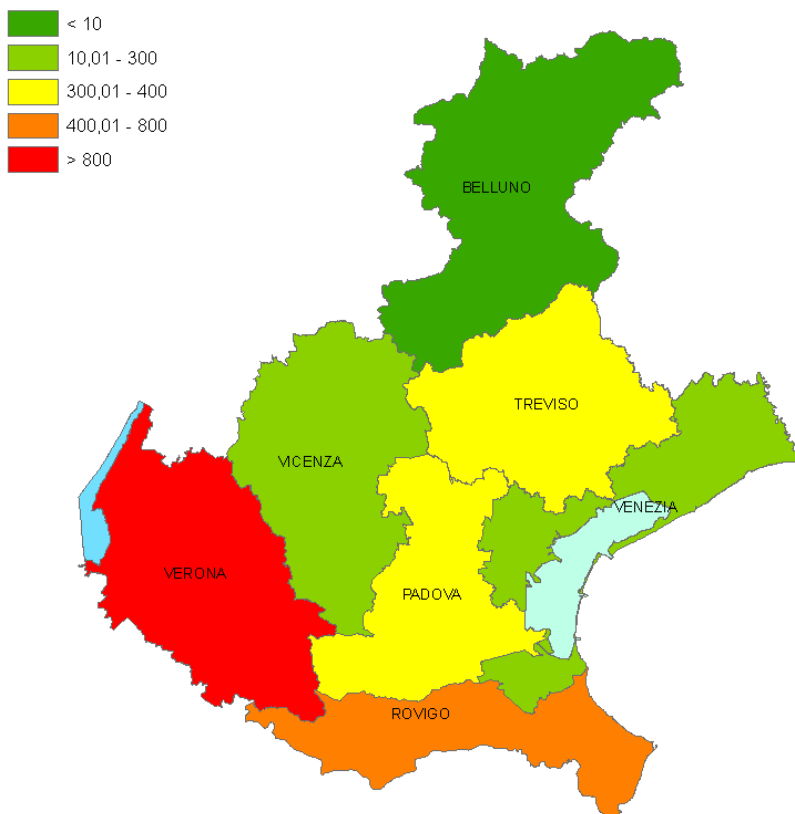 < 10
10,01 - 300
300,01 - 400
400,01 - 800
> 800
BELLUNO
TREVISO
VICENZA
VENEZIA
VERONA
PADOVA
ROVIGO